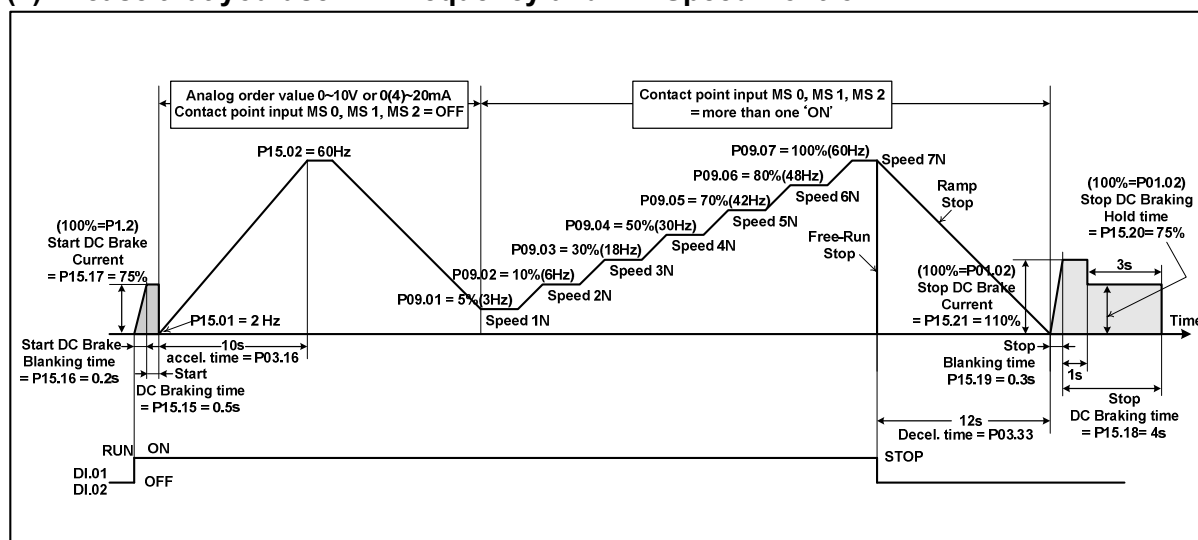 Analog order value 0~10V or 0(4)~20mA
Contact point input MS 0, MS 1, MS 2 = OFF
Contact point input MS 0, MS 1, MS 2
= more than one ‘ON’
P15.02 = 60Hz
P09.07 = 100%(60Hz)
Speed 7N
P09.06 = 80%(48Hz)
Speed 6N
P09.05 = 70%(42Hz)
Speed 5N
P09.04 = 50%(30Hz)
Speed 4N
P09.03 = 30%(18Hz)
Speed 3N
P09.02 = 10%(6Hz)
Speed 2N
P09.01 = 5%(3Hz)
Speed 1N
Ramp
Stop
Free-Run
Stop
(100%=P01.02)
Stop DC Braking
Hold time
= P15.20= 75%
(100%=P1.2)
Start DC Brake
Current
= P15.17 = 75%
(100%=P01.02)
Stop DC Brake
Current
= P15.21 = 110%
3s
P15.01 = 2 Hz
Time
Start DC Brake
Blanking time
= P15.16 = 0.2s
10s
accel. time = P03.16
Start
DC Braking time
= P15.15 = 0.5s
Stop
Blanking time
P15.19 = 0.3s
1s
Stop
DC Braking time
= P15.18= 4s
12s
Decel. time = P03.33
RUN
ON
STOP
DI.01
DI.02
OFF